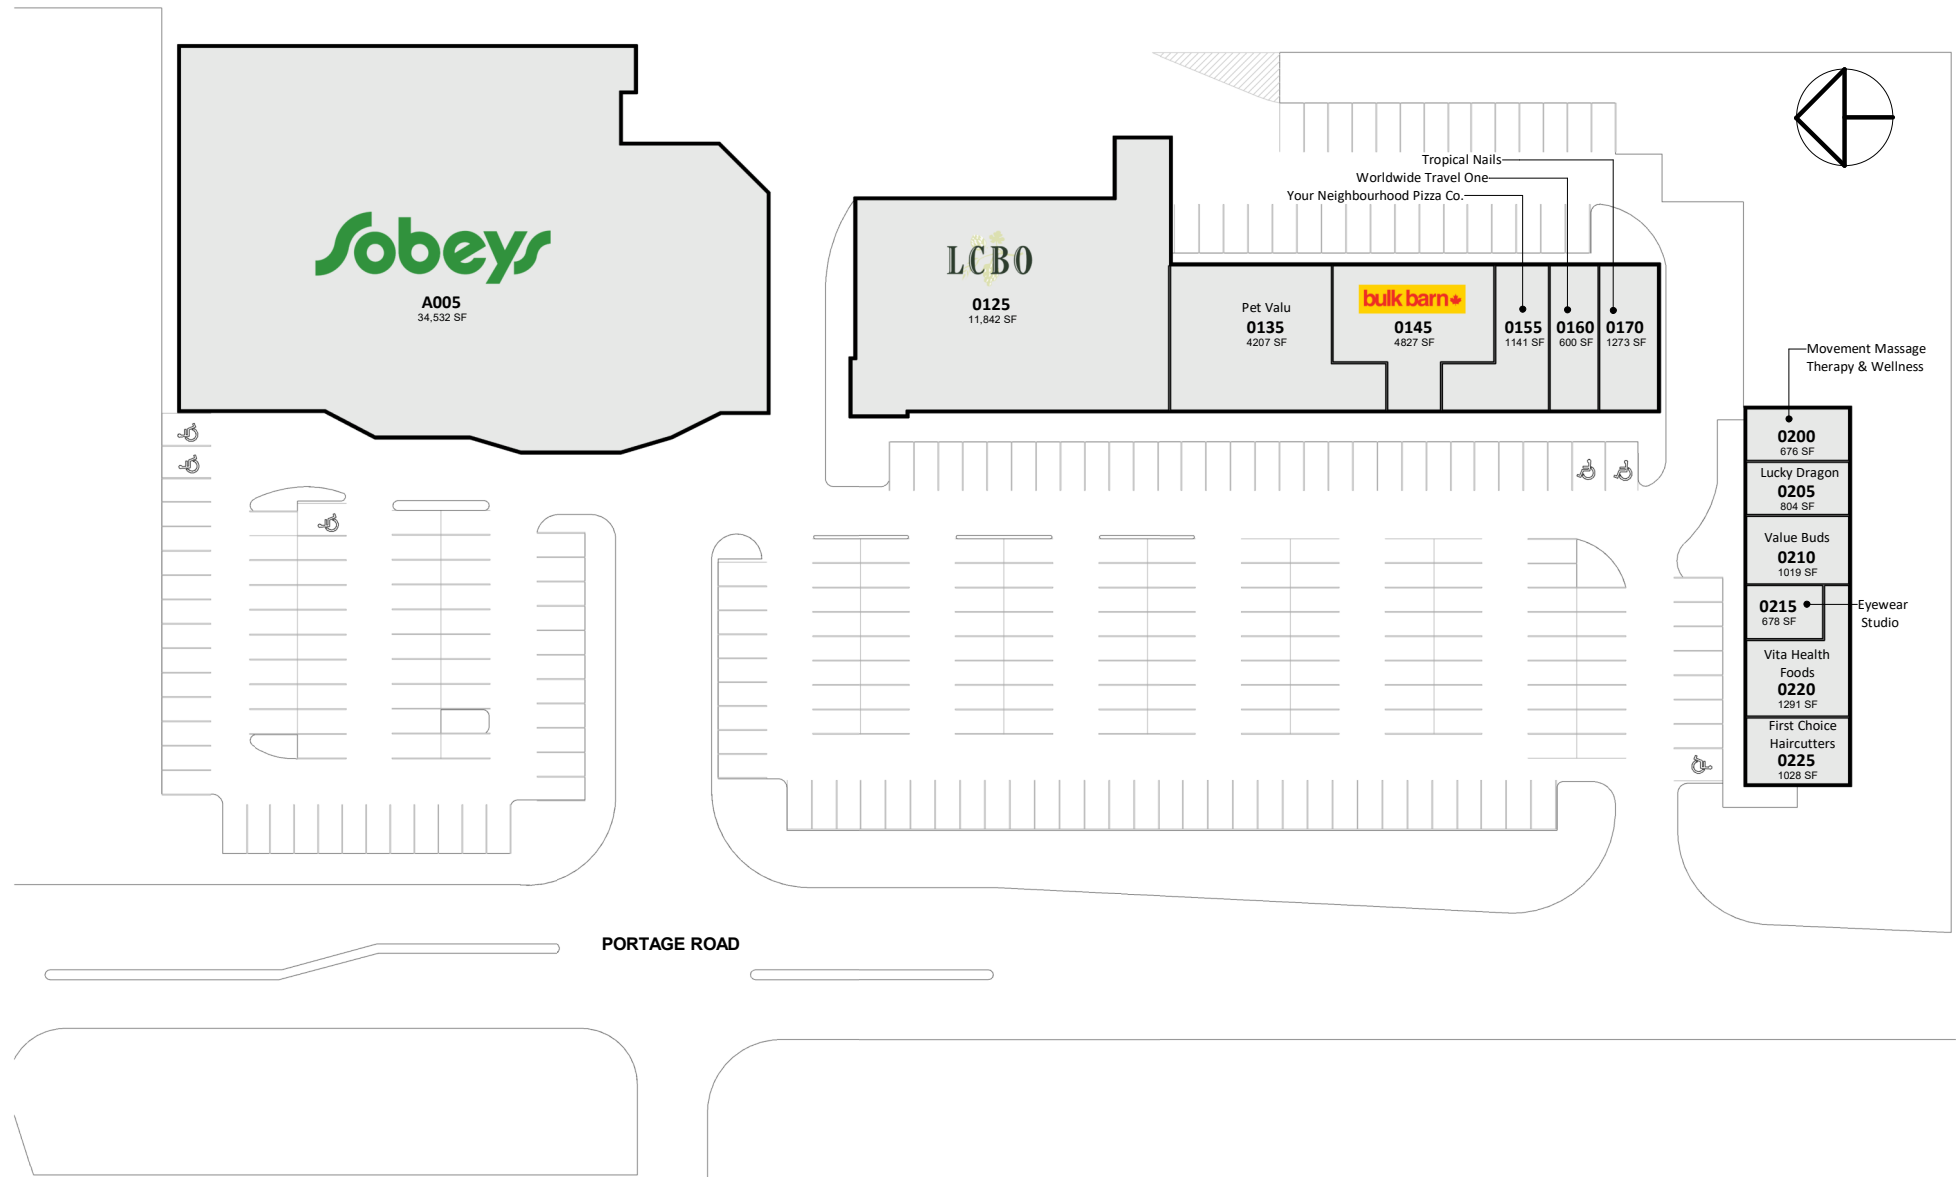 Sobeys
A005
34,532 SF
LCBO
0125
11,842 SF
Pet Valu
0135
4207 SF
bulk barn
0145
4827 SF
Tropical Nails
Worldwide Travel One
Your Neighbourhood Pizza Co.
0155
1141 SF
0160
600 SF
0170
1273 SF
Movement Massage
Therapy & Wellness
0200
676 SF
Lucky Dragon
0205
804 SF
Value Buds
0210
1019 SF
0215
678 SF
Eyewear
Studio
Vita Health
Foods
0220
1291 SF
First Choice
Haircutters
0225
1028 SF
PORTAGE ROAD